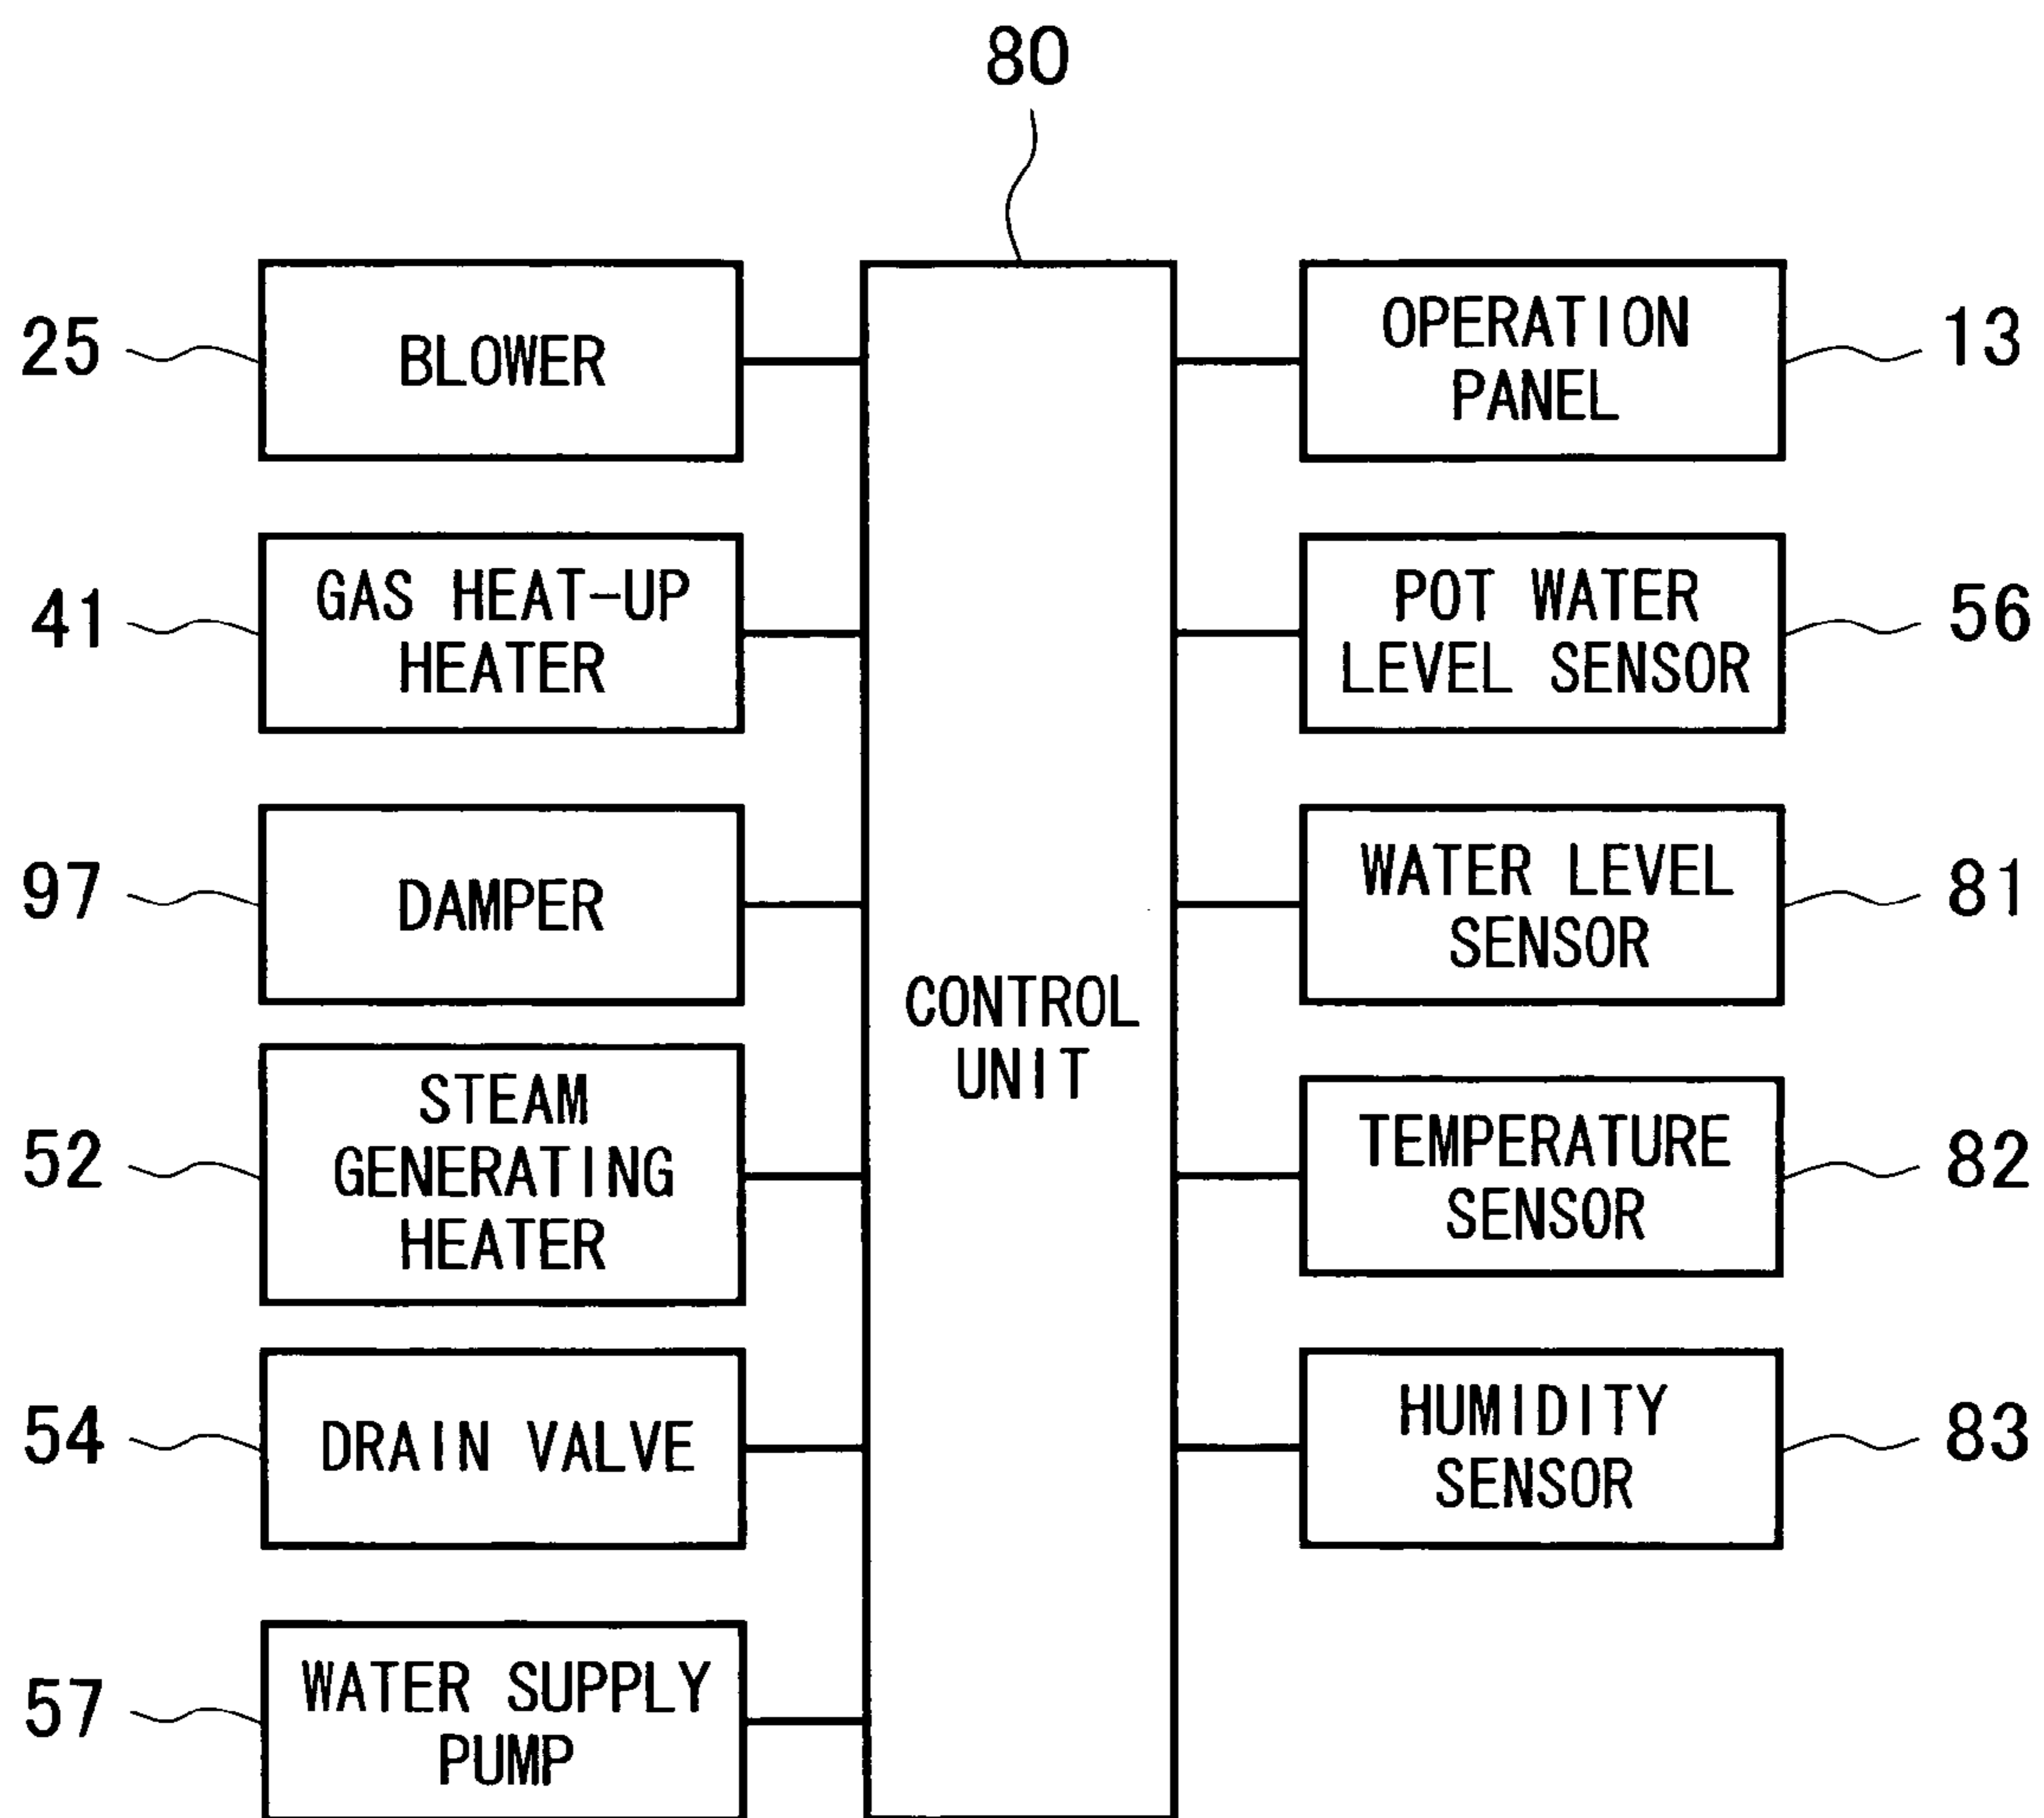 80
25
BLOWER
OPERATION
PANEL
13
41
GAS HEAT-UP
HEATER
POT WATER
LEVEL SENSOR
56
97
DAMPER
WATER LEVEL
SENSOR
81
CONTROL
UNIT
52
STEAM
GENERATING
HEATER
TEMPERATURE
SENSOR
82
54
DRAIN VALVE
HUMIDITY
SENSOR
83
57
WATER SUPPLY
PUMP